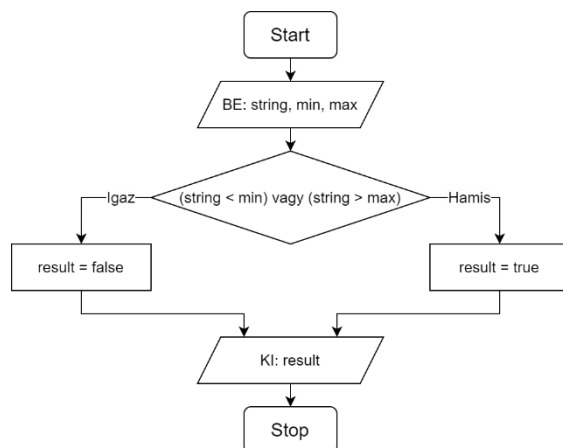 Start
BE: string, min, max
Igaz
(string < min) vagy (string > max)
Hamis
result = false
result = true
KI: result
Stop